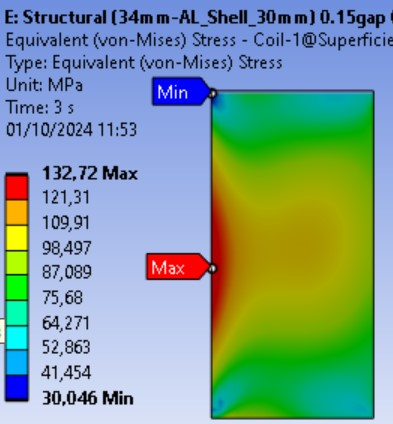 E: Structural (34mm-AL_Shell_30mm) 0.15gap (
Equivalent (von-Mises) Stress - Coil-1@Superficie
Type: Equivalent (von-Mises) Stress
Unit: MPa
Time: 3 s
01/10/2024 11:53
Min
132,72 Max
121,31
109,91
98,497
87,089
Max
75,68
64,271
52,863
41,454
30,046 Min